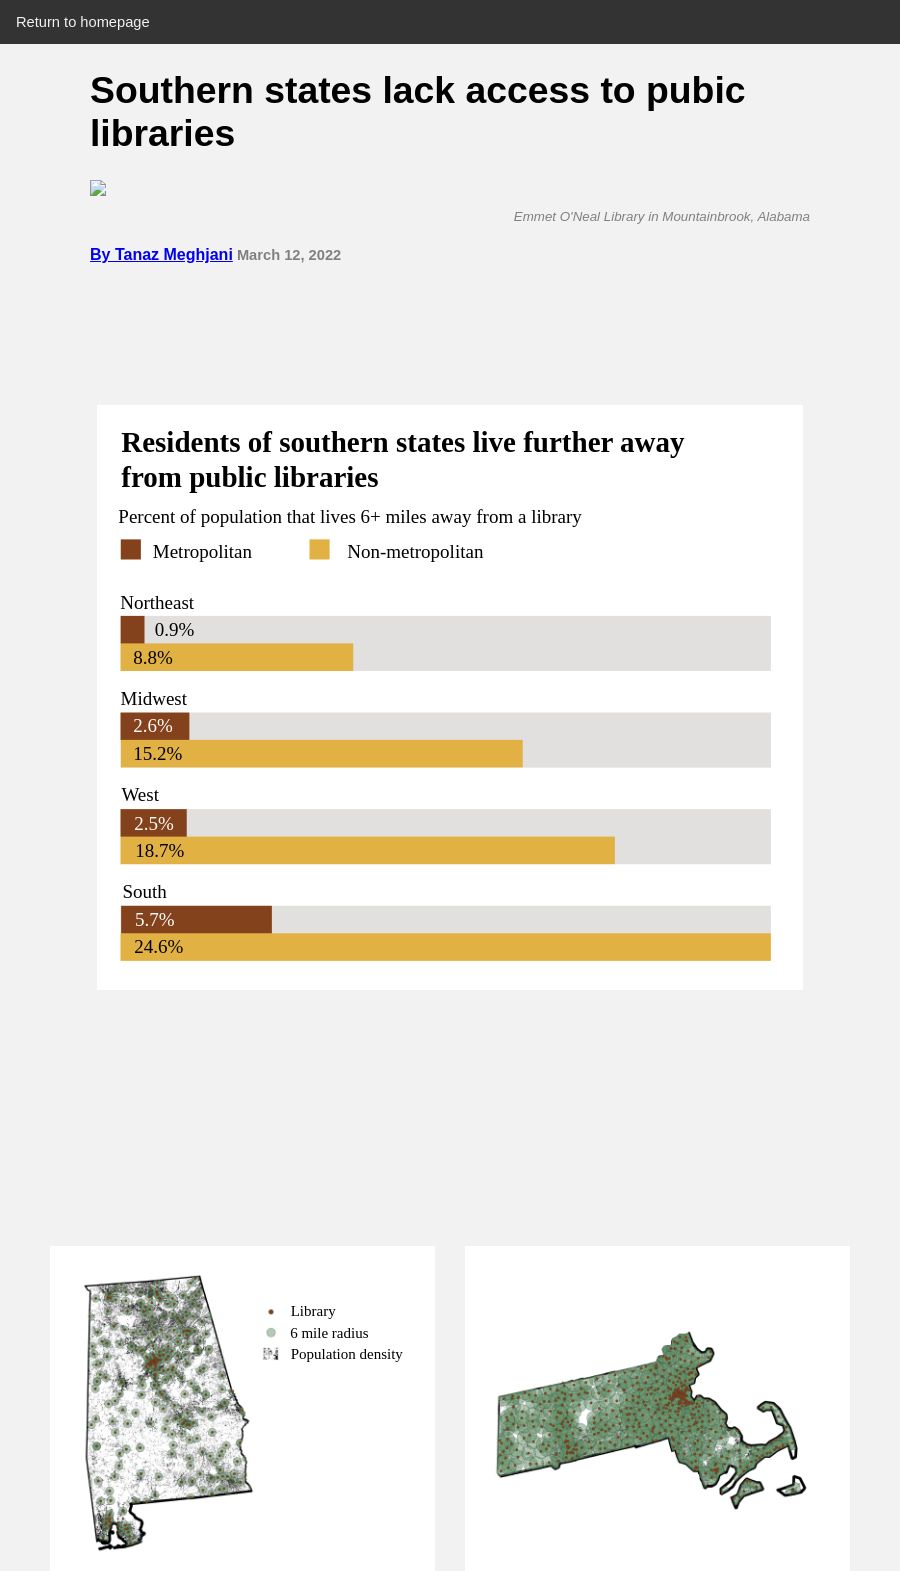 Return to homepage
Southern states lack access to pubic
libraries
Emmet O'Neal Library in Mountainbrook, Alabama
By Tanaz Meghjani March 12, 2022
Residents of southern states live further away
from public libraries
Percent of population that lives 6+ miles away from a library
Metropolitan Non-metropolitan
Northeast
0.9%
8.8%
Midwest
2.6%
15.2%
West
2.5%
18.7%
South
5.7%
24.6%
Library
6 mile radius
Population density